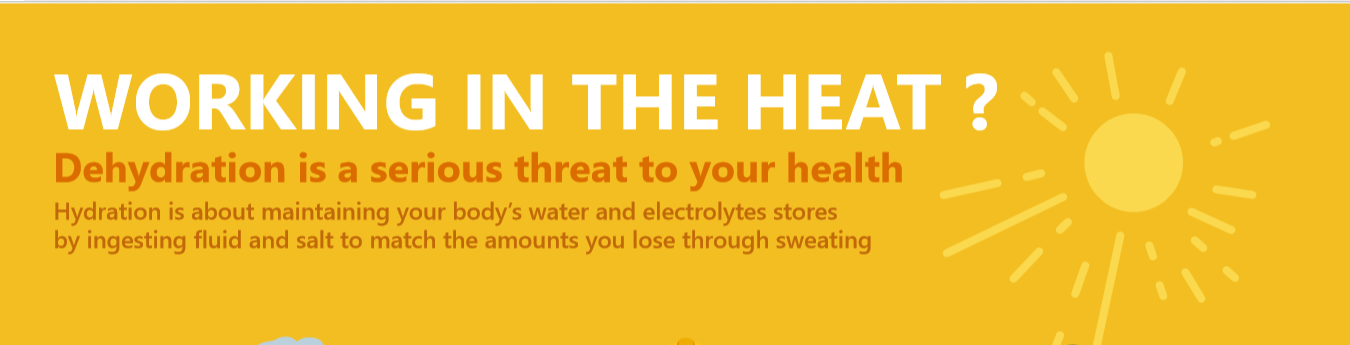 WORKING IN THE HEAT ?
Dehydration is a serious threat to your health
Hydration is about maintaining your body’s water and electrolytes stores
by ingesting fluid and salt to match the amounts you lose through sweating